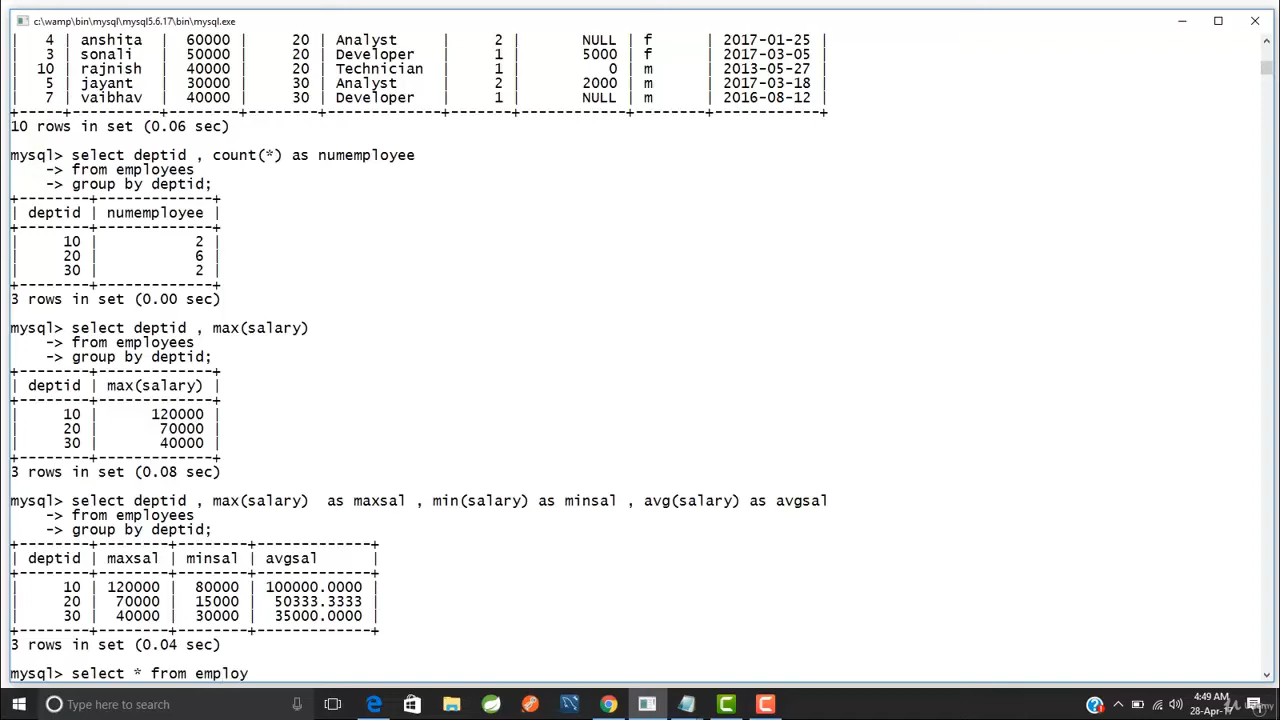 c:\wamp\bin\mysql\mysql5.6.17\bin\mysql.exe
| 4 | anshita | 60000 | 20 | Analyst | 2 | NULL | f | 2017-01-25 |
| 3 | sonali | 50000 | 20 | Developer | 1 | 5000 | f | 2017-03-05 |
| 10 | rajnish | 40000 | 20 | Technician | 1 | 0 | m | 2013-05-27 |
| 5 | jayant | 30000 | 30 | Analyst | 2 | 2000 | m | 2017-03-18 |
| 7 | vaibhav | 40000 | 30 | Developer | 1 | NULL | m | 2016-08-12 |
10 rows in set (0.06 sec)
mysql> select deptid , count(*) as numemployee
-> from employees
-> group by deptid;
| deptid | numemployee |
| 10 | 2 |
| 20 | 6 |
| 30 | 2 |
3 rows in set (0.00 sec)
mysql> select deptid , max(salary)
-> from employees
-> group by deptid;
| deptid | max(salary) |
| 10 | 120000 |
| 20 | 70000 |
| 30 | 40000 |
3 rows in set (0.08 sec)
mysql> select deptid , max(salary)  as maxsal , min(salary) as minsal , avg(salary) as avgsal
-> from employees
-> group by deptid;
| deptid | maxsal | minsal | avgsal |
| 10 | 120000 | 80000 | 100000.0000 |
| 20 | 70000 | 15000 | 50333.3333 |
| 30 | 40000 | 30000 | 35000.0000 |
3 rows in set (0.04 sec)
mysql> select * from employ
Type here to search
4:49 AM
28-Apr-17